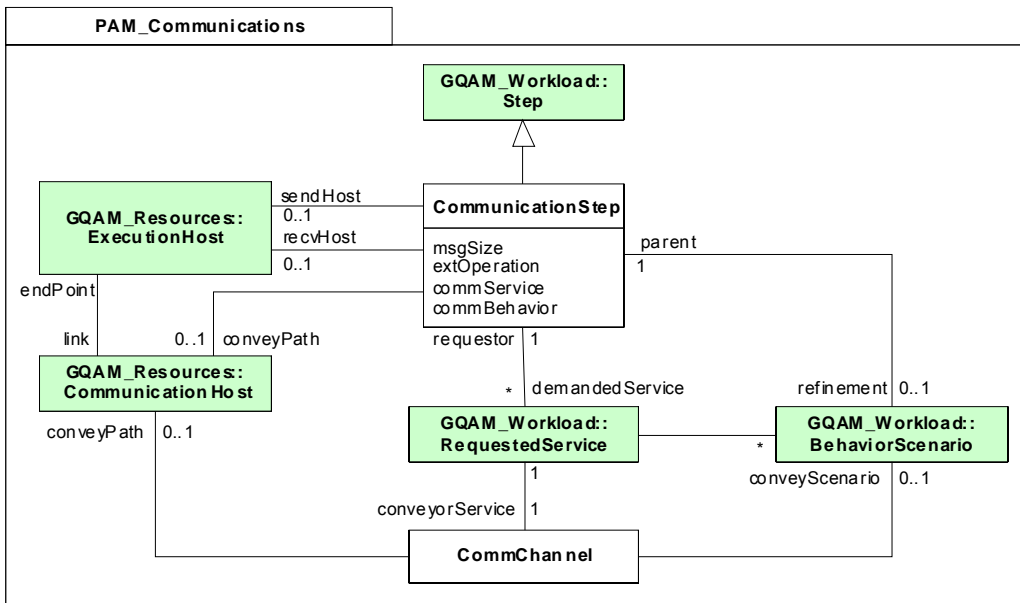 PAM_Communications
GQAM_Workload::
Step
sendHost
0..1
GQAM_Resources::
ExecutionHost
recvHost
0..1
CommunicationStep
msgSize
extOperation
commService
commBehavior
parent
1
endPoint
link
0..1 conveyPath
requestor 1
GQAM_Resources::
CommunicationHost
* demandedService
refinement 0..1
conveyPath 0..1
GQAM_Workload::
RequestedService
*
GQAM_Workload::
BehaviorScenario
1
conveyScenario 0..1
conveyorService 1
CommChannel